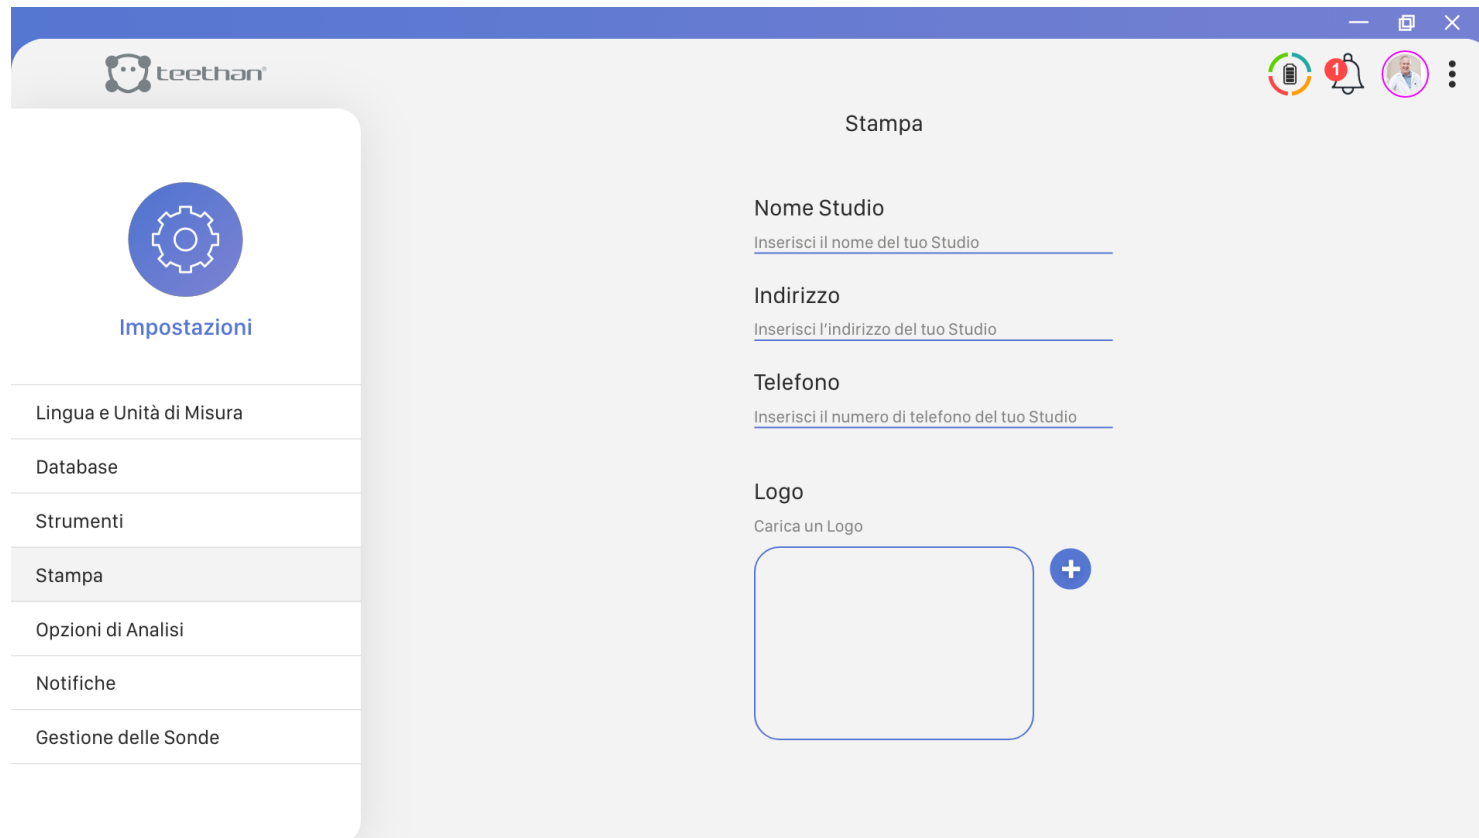 teethan®
1
Stampa
Impostazioni
Lingua e Unità di Misura
Database
Strumenti
Stampa
Opzioni di Analisi
Notifiche
Gestione delle Sonde
Nome Studio
Inserisci il nome del tuo Studio
Indirizzo
Inserisci l’indirizzo del tuo Studio
Telefono
Inserisci il numero di telefono del tuo Studio
Logo
Carica un Logo